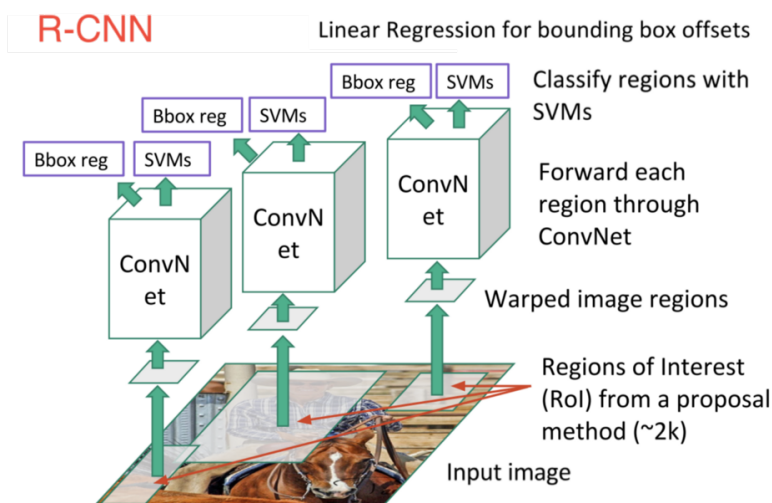 R-CNN
Linear Regression for bounding box offsets
Bbox reg
SVMs
Classify regions with
SVMs
Bbox reg
SVMs
Bbox reg
SVMs
ConvN
et
Forward each
region through
ConvNet
ConvN
et
ConvN
et
Warped image regions
Regions of Interest
(RoI) from a proposal
method (~2k)
Input image